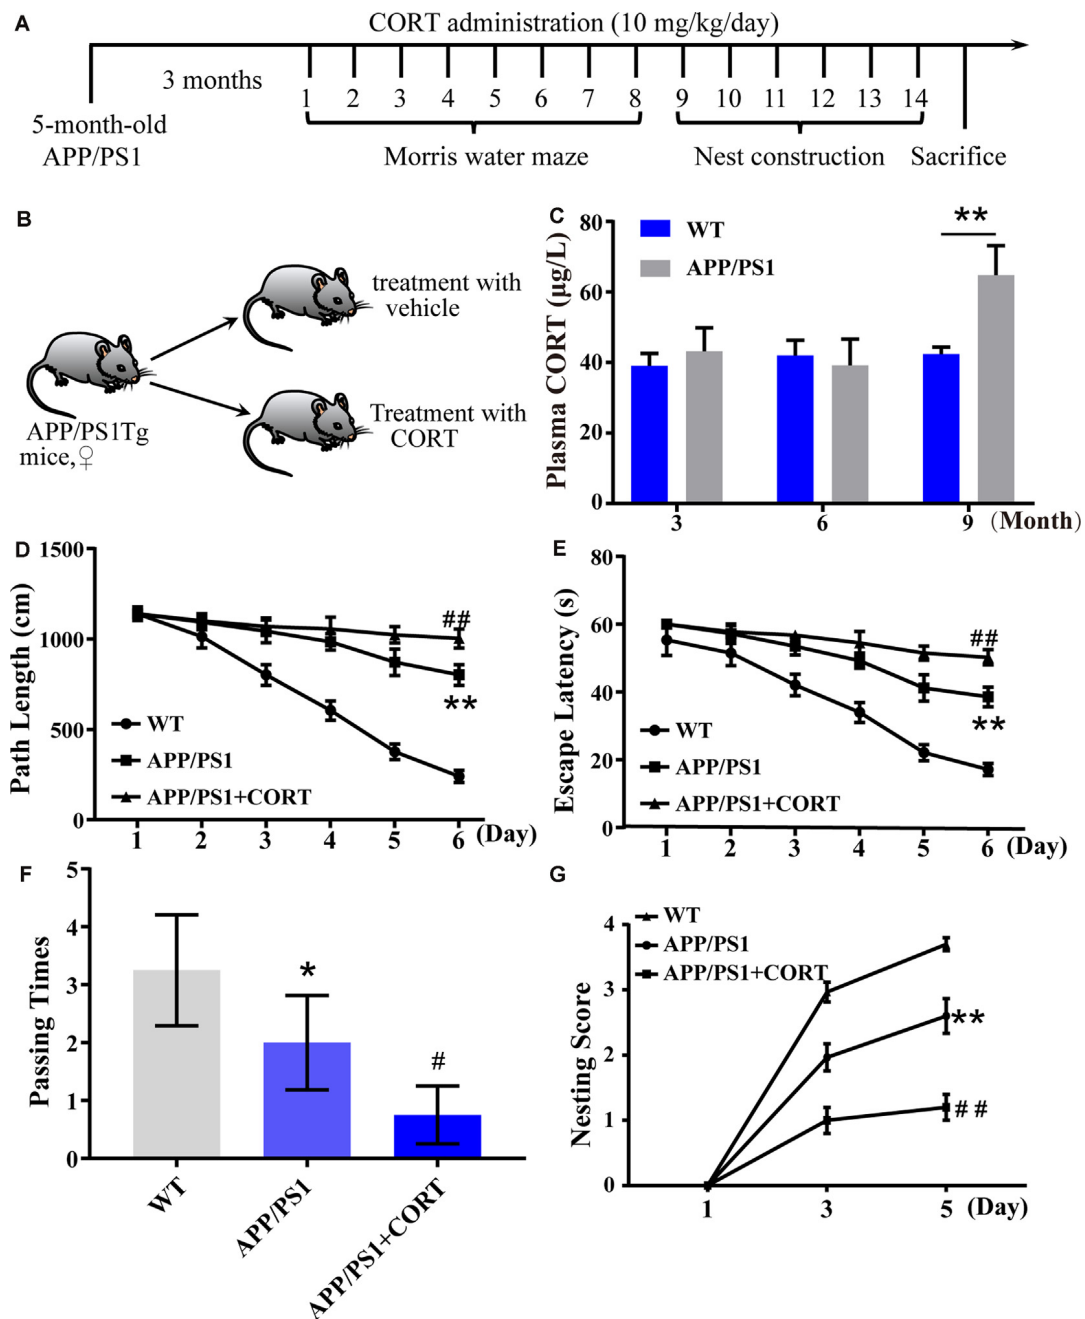 A
CORT administration (10 mg/kg/day)
3 months
1 2 3 4 5 6 7 8 9 10 11 12 13 14
5-month-old
APP/PS1
Morris water maze
Nest construction
Sacrifice
B
treatment with
vehicle
Treatment with
CORT
APP/PS1Tg
mice,♀
C
Plasma CORT (μg/L)
80
60
40
20
0
WT
APP/PS1
**
3 6 9 (Month)
D
Path Length (cm)
1500
1000
500
0
##
**
WT
APP/PS1
APP/PS1+CORT
1 2 3 4 5 6 (Day)
E
Escape Latency (s)
80
60
40
20
0
##
**
WT
APP/PS1
APP/PS1+CORT
1 2 3 4 5 6 (Day)
F
Passing Times
5
4
3
2
1
0
*
#
WT
APP/PS1
APP/PS1+CORT
G
Nesting Score
4
3
2
1
0
WT
APP/PS1
APP/PS1+CORT
**
##
1 3 5 (Day)